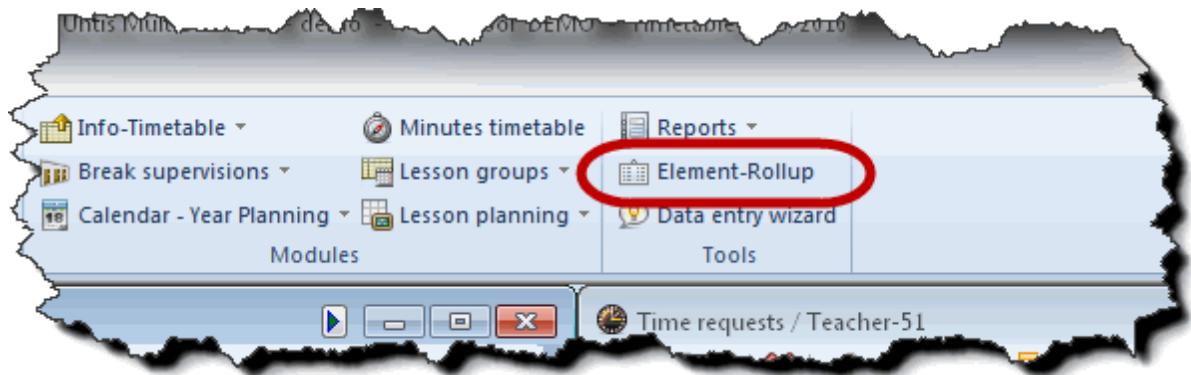 Info-Timetable
Minutes timetable
Reports
Break supervisions
Lesson groups
Element-Rollup
18
Calendar - Year Planning
Lesson planning
Data entry wizard
Modules
Tools
Time requests / Teacher-51